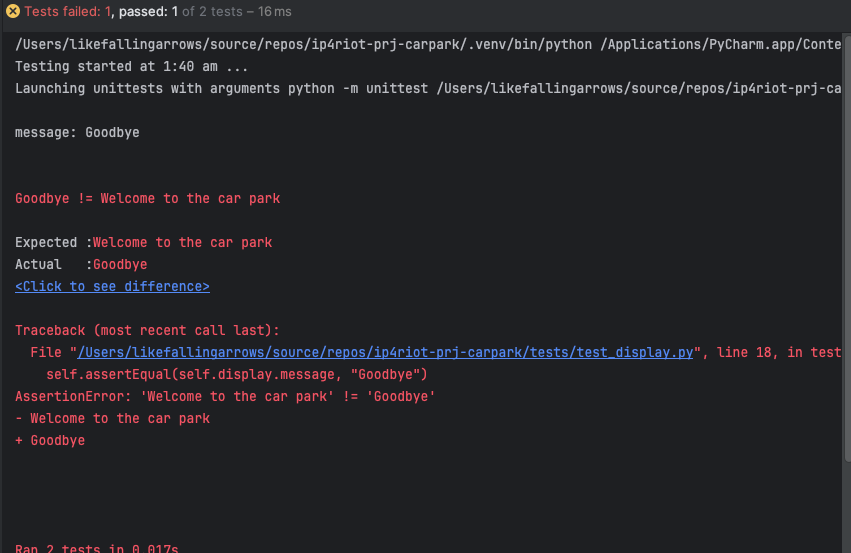 Tests failed: 1, passed: 1 of 2 tests – 16 ms
/Users/likefallingarrows/source/repos/ip4riot-prj-carpark/.venv/bin/python /Applications/PyCharm.app/Conte
Testing started at 1:40 am ...
Launching unittests with arguments python -m unittest /Users/likefallingarrows/source/repos/ip4riot-prj-ca
message: Goodbye
Goodbye != Welcome to the car park
Expected :Welcome to the car park
Actual   :Goodbye
<Click to see difference>
Traceback (most recent call last):
  File "/Users/likefallingarrows/source/repos/ip4riot-prj-carpark/tests/test_display.py", line 18, in test
    self.assertEqual(self.display.message, "Goodbye")
AssertionError: 'Welcome to the car park' != 'Goodbye'
- Welcome to the car park
+ Goodbye
Ran 2 tests in 0.017s